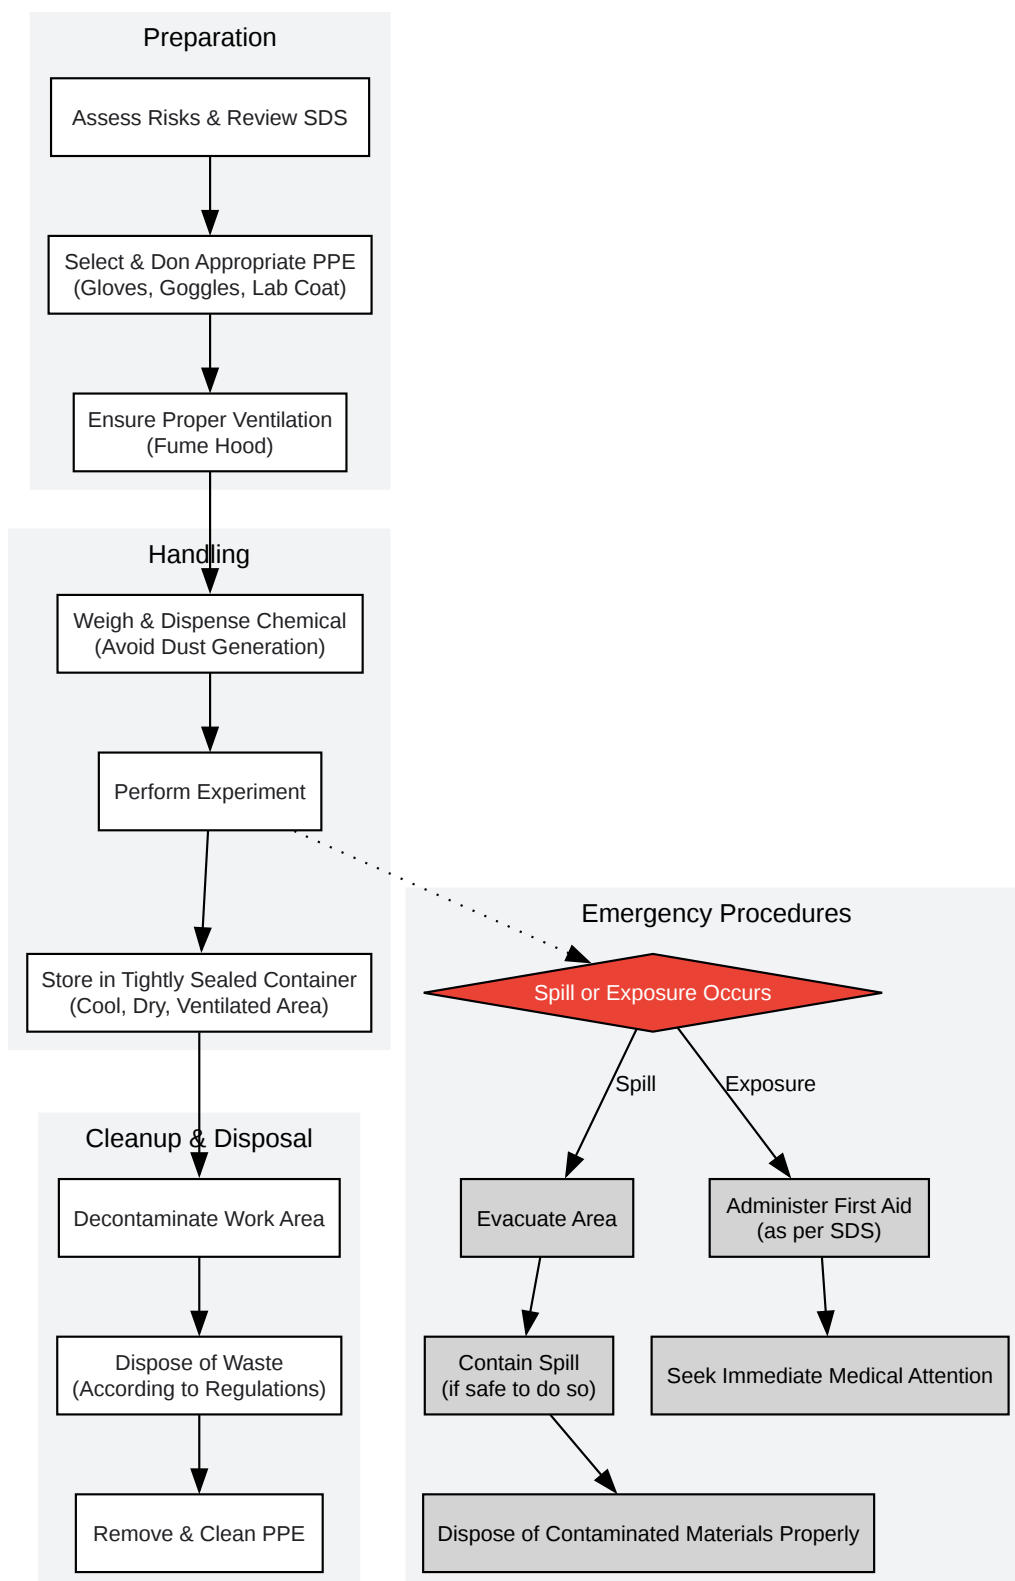 Preparation
Assess Risks & Review SDS
Select & Don Appropriate PPE
(Gloves, Goggles, Lab Coat)
Ensure Proper Ventilation
(Fume Hood)
Handling
Weigh & Dispense Chemical
(Avoid Dust Generation)
Perform Experiment
Store in Tightly Sealed Container
(Cool, Dry, Ventilated Area)
Cleanup & Disposal
Decontaminate Work Area
Dispose of Waste
(According to Regulations)
Remove & Clean PPE
Emergency Procedures
Spill or Exposure Occurs
Spill
Exposure
Evacuate Area
Administer First Aid
(as per SDS)
Contain Spill
(if safe to do so)
Seek Immediate Medical Attention
Dispose of Contaminated Materials Properly